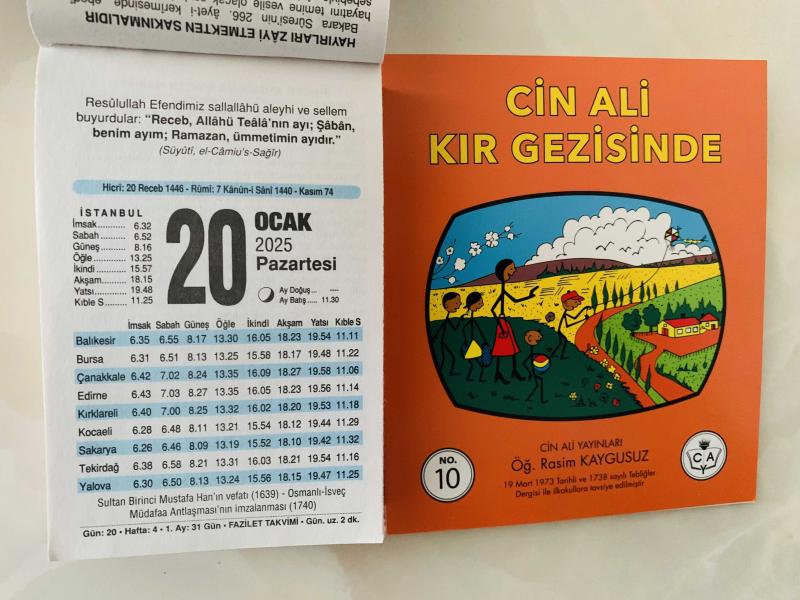 HAYIRLARI ZÂYİ ETMEKTEN SAKINMALIDIR
Bakara Sûresi'nin 266. âyet-i kerimesinde
hayatını temine vesile olacak
Resûlullah Efendimiz sallallâhü aleyhi ve sellem
buyurdular: “Receb, Allâhü Teâlâ'nın ayı; Şâbân,
benim ayım; Ramazan, ümmetimin ayıdır.”
(Süyûtî, el-Câmiu's-Sağîr)
Hicrî: 20 Receb 1446 - Rûmî: 7 Kânûn-i Sânî 1440 - Kasım 74
İSTANBUL
İmsak........... 6.32
Sabah.......... 6.52
Güneş.......... 8.16
Öğle............ 13.25
İkindi........... 15.57
Akşam......... 18.15
Yatsı............ 19.48
Kıble S........ 11.25
20
OCAK
2025
Pazartesi
Ay Doğuş.. ----
Ay Batış..... 11.30
İmsak Sabah Güneş Öğle İkindi Akşam Yatsı Kıble S
Balıkesir 6.35 6.55 8.17 13.30 16.05 18.23 19.54 11.11
Bursa 6.31 6.51 8.13 13.25 15.58 18.17 19.48 11.22
Çanakkale 6.42 7.02 8.24 13.35 16.09 18.27 19.58 11.06
Edirne 6.43 7.03 8.27 13.35 16.05 18.23 19.56 11.14
Kırklareli 6.40 7.00 8.25 13.32 16.02 18.20 19.53 11.18
Kocaeli 6.28 6.48 8.11 13.21 15.54 18.12 19.44 11.29
Sakarya 6.26 6.46 8.09 13.19 15.52 18.10 19.42 11.32
Tekirdağ 6.38 6.58 8.21 13.31 16.03 18.21 19.54 11.16
Yalova 6.30 6.50 8.13 13.24 15.56 18.15 19.47 11.25
Sultan Birinci Mustafa Han'ın vefatı (1639) - Osmanlı-İsveç
Müdafaa Antlaşması'nın imzalanması (1740)
Gün: 20 • Hafta: 4 • 1. Ay: 31 Gün • FAZİLET TAKVİMİ • Gün. uz. 2 dk.
CİN ALİ
KIR GEZİSİNDE
CİN ALİ YAYINLARI
Öğ. Rasim KAYGUSUZ
19 Mart 1973 Tarihli ve 1738 sayılı Tebliğler
Dergisi ile ilkokullara tavsiye edilmiştir
NO.
10
C A
Y